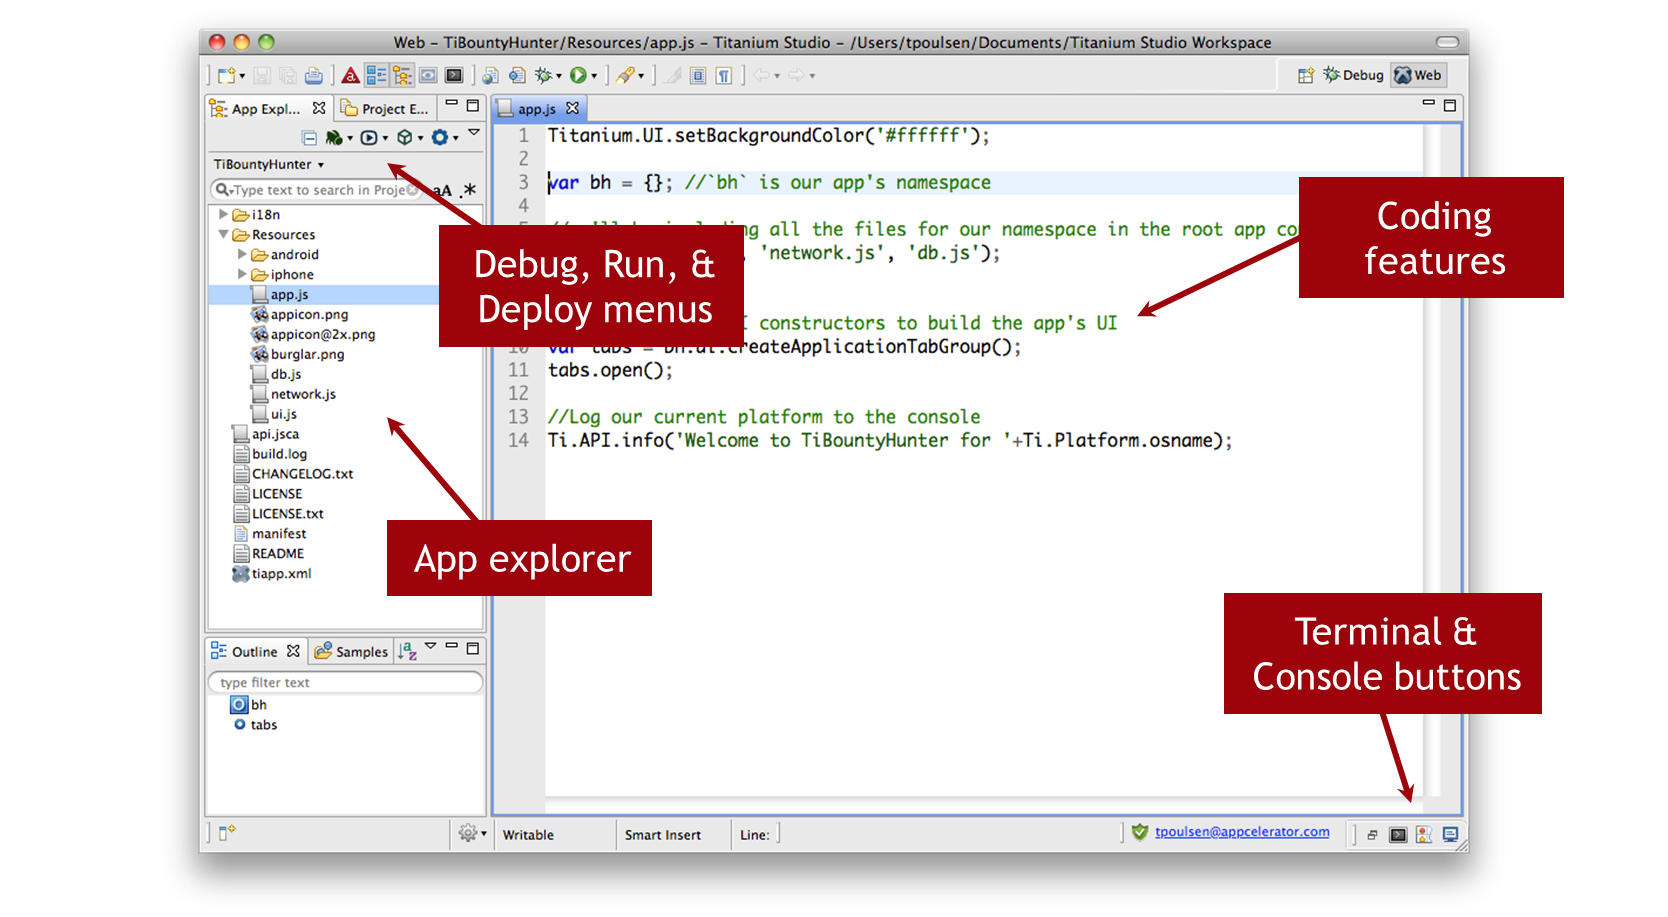 Web – TiBountyHunter/Resources/app.js – Titanium Studio – /Users/tpoulsen/Documents/Titanium Studio Workspace
Debug Web
App Expl... Project E...
TiBountyHunter
Type text to search in Proje
aA .*
i18n
Resources
android
iphone
app.js
appicon.png
appicon@2x.png
burglar.png
db.js
network.js
ui.js
api.jsca
build.log
CHANGELOG.txt
LICENSE
LICENSE.txt
manifest
README
tiapp.xml
Outline Samples
type filter text
bh
tabs
app.js
1 Titanium.UI.setBackgroundColor('#ffffff');
2
3 var bh = {}; //`bh` is our app's namespace
4
all the files for our namespace in the root app
'network.js', 'db.js');
constructors to build the app's UI
10 var tabs = bh.ui.createApplicationTabGroup();
11 tabs.open();
12
13 //Log our current platform to the console
14 Ti.API.info('Welcome to TiBountyHunter for '+Ti.Platform.osname);
Debug, Run, &
Deploy menus
Coding
features
App explorer
Terminal &
Console buttons
Writable Smart Insert Line: tpoulsen@appcelerator.com